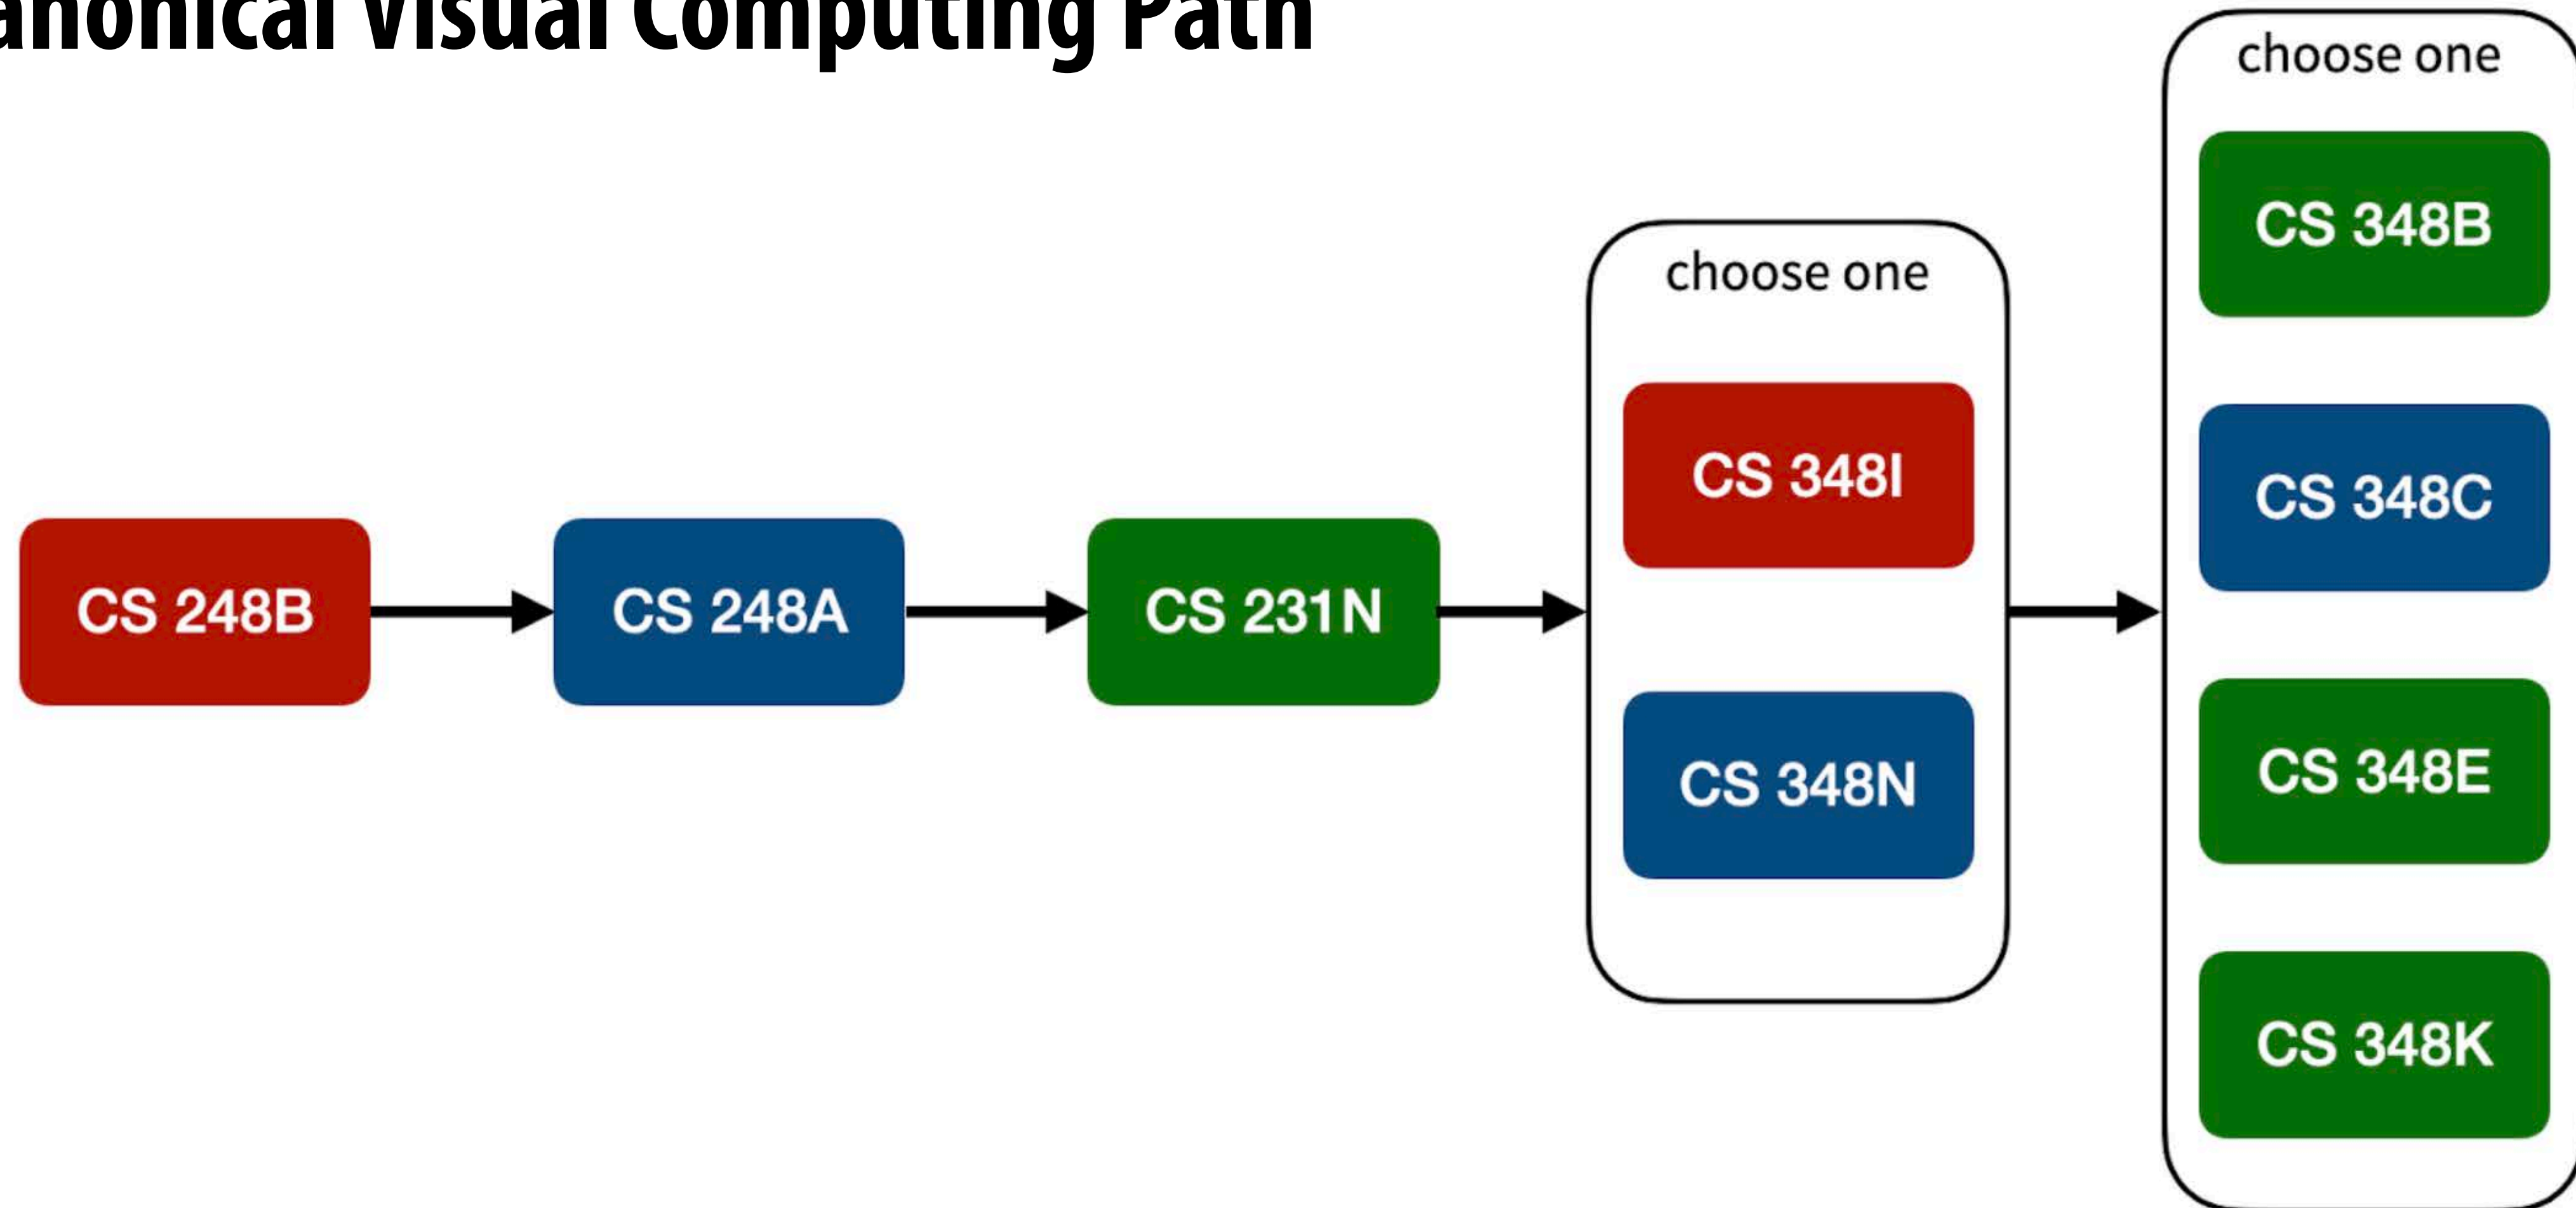 anonical Visual Computing Path
CS 248B
CS 248A
CS 231N
choose one
CS 348I
CS 348N
choose one
CS 348B
CS 348C
CS 348E
CS 348K